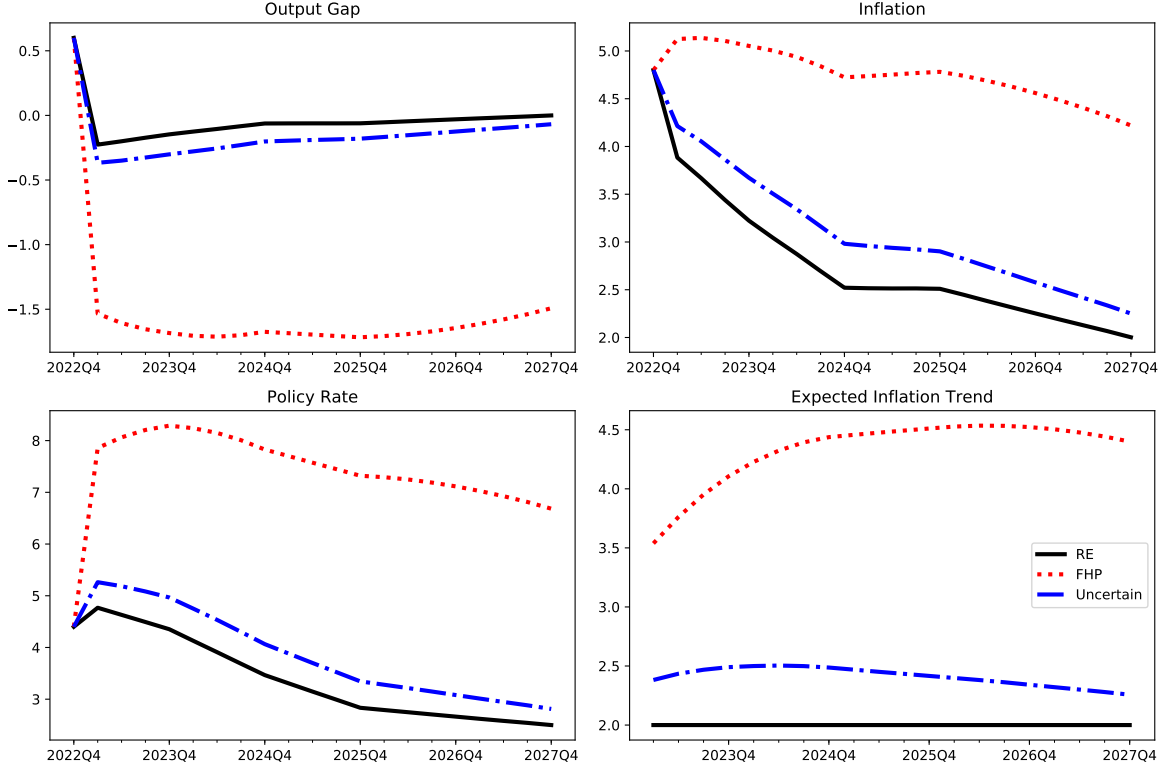 Output Gap
0.5
0.0
−0.5
−1.0
−1.5
2022Q4 2023Q4 2024Q4 2025Q4 2026Q4 2027Q4
Inflation
5.0
4.5
4.0
3.5
3.0
2.5
2.0
2022Q4 2023Q4 2024Q4 2025Q4 2026Q4 2027Q4
Policy Rate
8
7
6
5
4
3
2022Q4 2023Q4 2024Q4 2025Q4 2026Q4 2027Q4
Expected Inflation Trend
4.5
4.0
3.5
3.0
2.5
2.0
RE
FHP
Uncertain
2023Q4 2024Q4 2025Q4 2026Q4 2027Q4